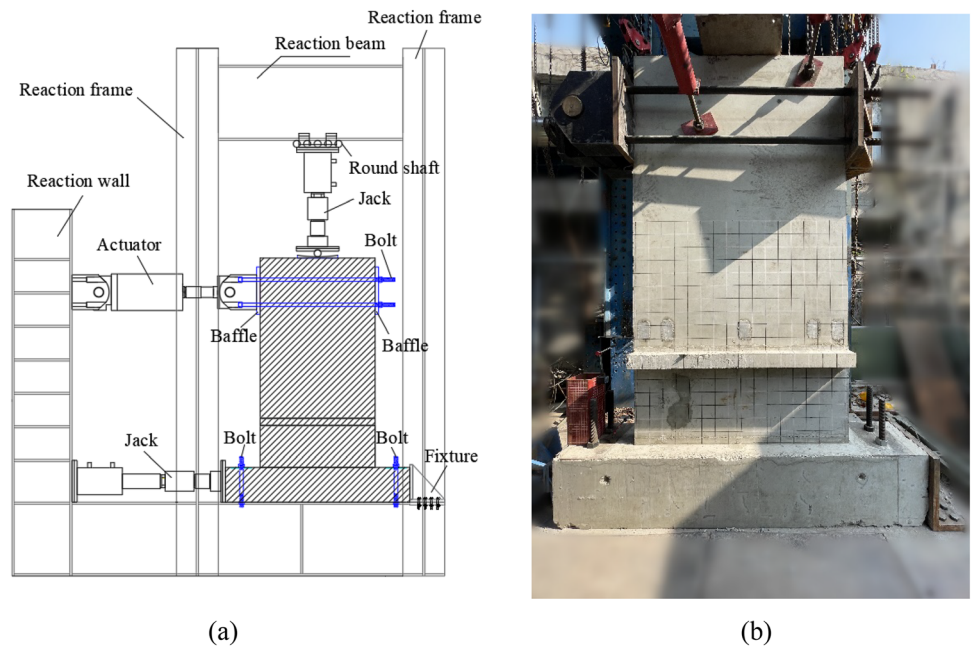 Reaction frame
Reaction beam
Reaction frame
Round shaft
Reaction wall
Jack
Actuator
Bolt
Baffle
Baffle
Jack
Bolt
Bolt
Fixture
(a)
(b)